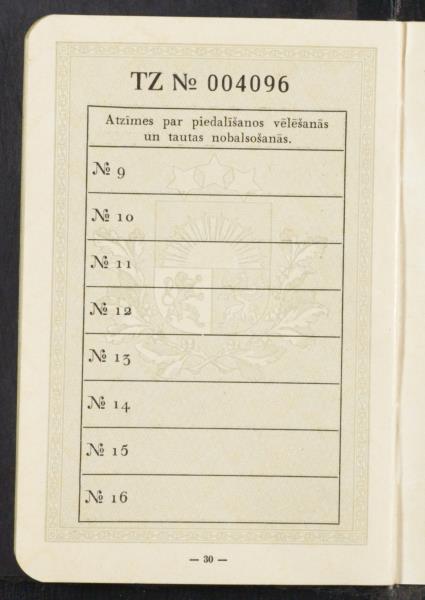 TZ № 004096
Atzīmes par piedalīšanos vēlēšanās
un tautas nobalsošanās.
№ 9
№ 10
№ 11
№ 12
№ 13
№ 14
№ 15
№ 16
— 30 —